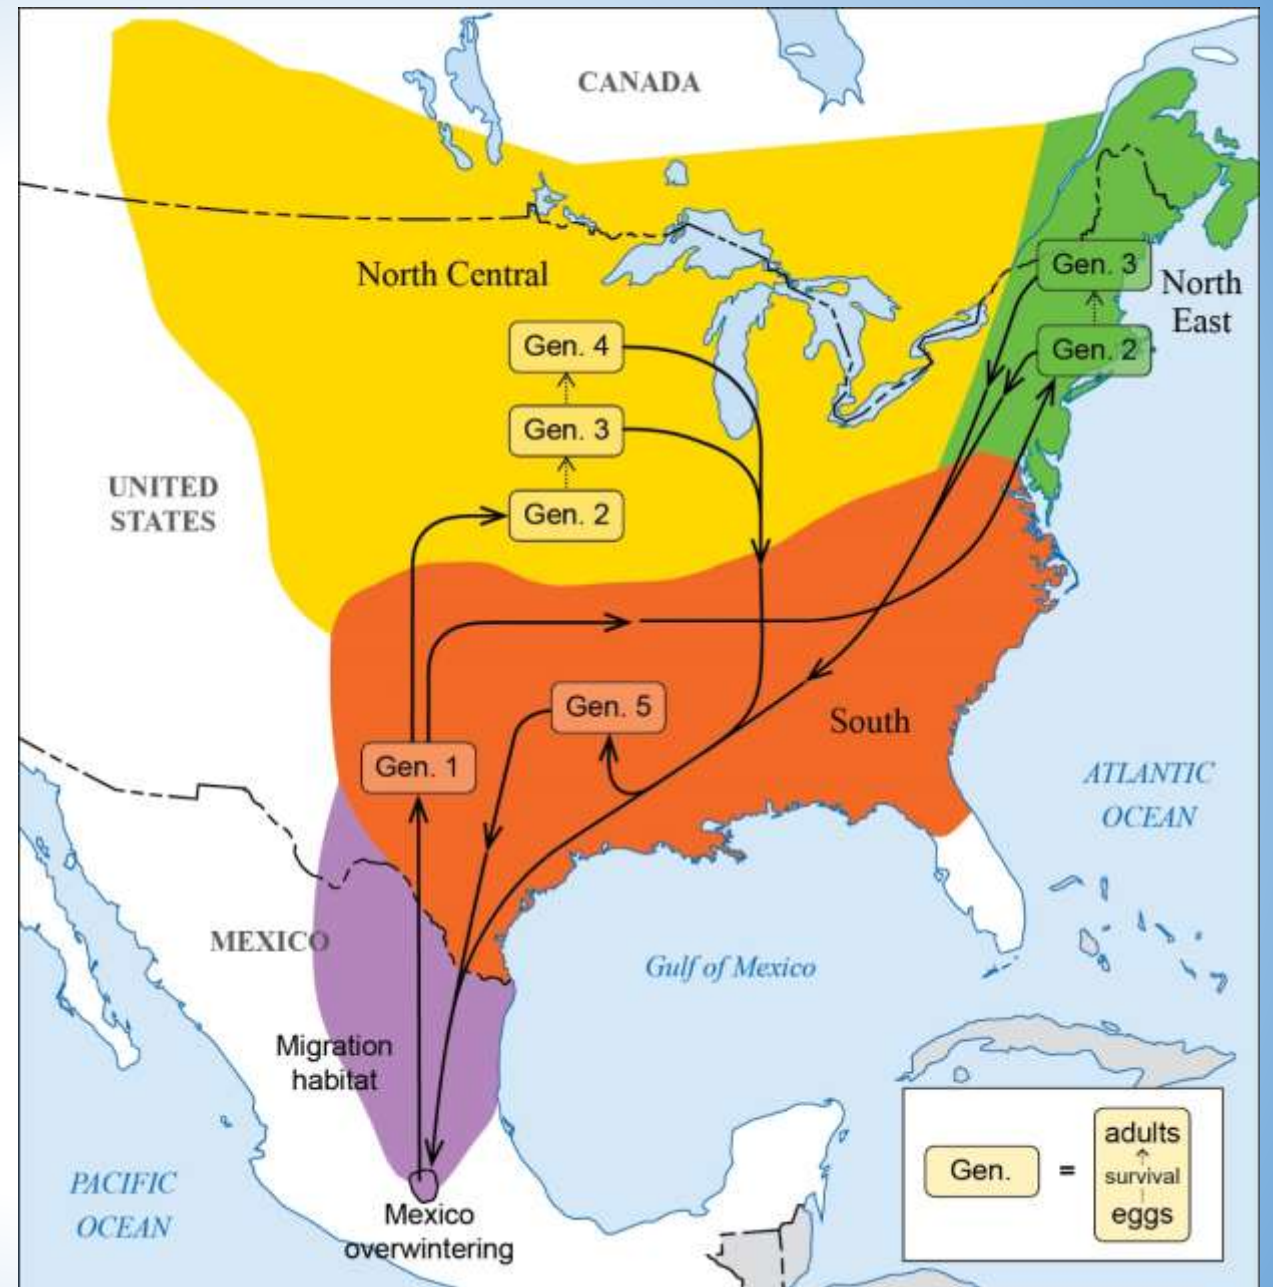 CANADA
North Central
Gen. 3
North
East
Gen. 2
Gen. 4
Gen. 3
Gen. 2
UNITED
STATES
Gen. 5
South
Gen. 1
ATLANTIC
OCEAN
MEXICO
Gulf of Mexico
Migration
habitat
PACIFIC
OCEAN
Mexico
overwintering
Gen.
=
adults
survival
eggs